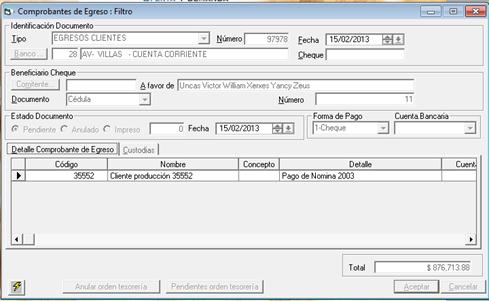 Comprobantes de Egreso : Filtro
Identificación Documento
Tipo EGRESOS CLIENTES Número 97978 Fecha 15/02/2013
Banco ... 28 AV- VILLAS - CUENTA CORRIENTE Cheque
Beneficiario Cheque
Comitente... A favor de Uncas Victor William Xerxes Yancy Zeus
Documento Cédula Número 11
Estado Documento Forma de Pago Cuenta Bancaria
Pendiente Anulado Impreso 0 Fecha 15/02/2013 1-Cheque
Detalle Comprobante de Egreso Custodias
Código Nombre Concepto Detalle Cuenta
35552 Cliente producción 35552 Pago de Nomina 2003
Total $ 876,713.88
Anular orden tesorería Pendientes orden tesorería Aceptar Cancelar